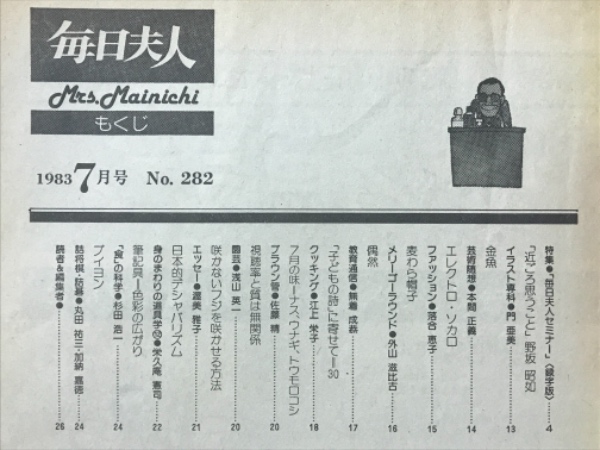 毎日夫人
Mrs. Mainichi
もくじ
1983 7月号 No. 282
特集●「毎日夫人セミナー」〈録字版〉 4
「近ごろ思うこと」野坂 昭如
イラスト専科●門 亜美 13
金魚
芸術随想●本間 正義 14
エレクトロ・ソカロ
ファッション●落合 恵子 15
麦わら帽子
メリーゴーラウンド●外山 滋比古 16
偶然
教育通信●無着 成恭 17
「子どもの詩」に寄せて—30
クッキング●江上 栄子 18
7月の味—ナス、ウナギ、トウモロコシ
ブラウン管●佐藤 精 20
視聴率と質は無関係
園芸●浅山 英一 20
咲かないフジを咲かせる方法
エッセー●渥美 雅子 21
日本的デシャバリズム
身のまわりの道具学●栄久庵 憲司 22
筆記具—色彩の広がり
「食」の科学●杉田 浩一 24
ブイヨン
詰将棋・詰碁●丸田 祐三・加納 嘉徳 24
読者&編集者● 26